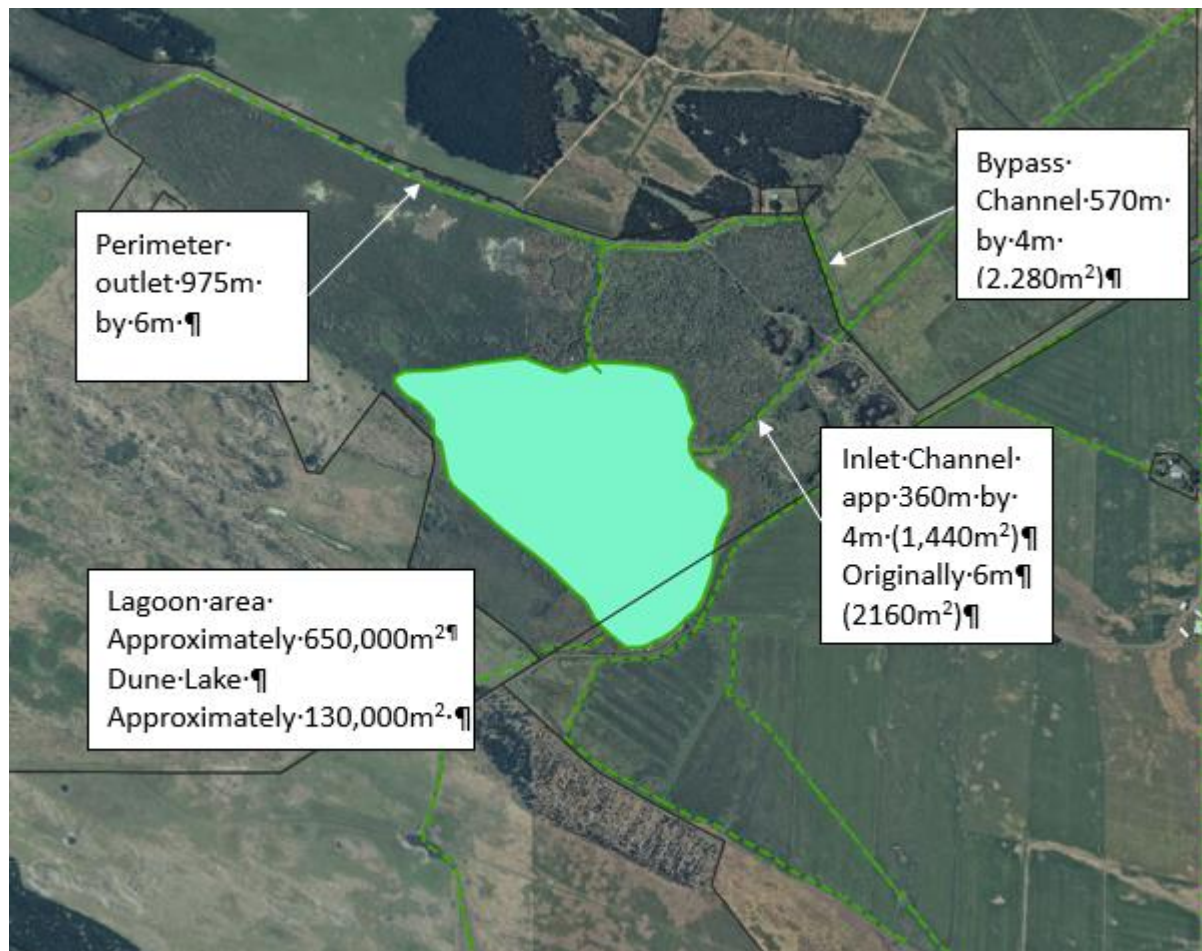 Perimeter·
outlet·975m·
by·6m·¶
Bypass·
Channel·570m·
by·4m·
(2.280m²)¶
Inlet·Channel·
app·360m·by·
4m·(1,440m²)¶
Originally·6m¶
(2160m²)¶
Lagoon·area·
Approximately·650,000m²¶
Dune·Lake·¶
Approximately·130,000m²·¶